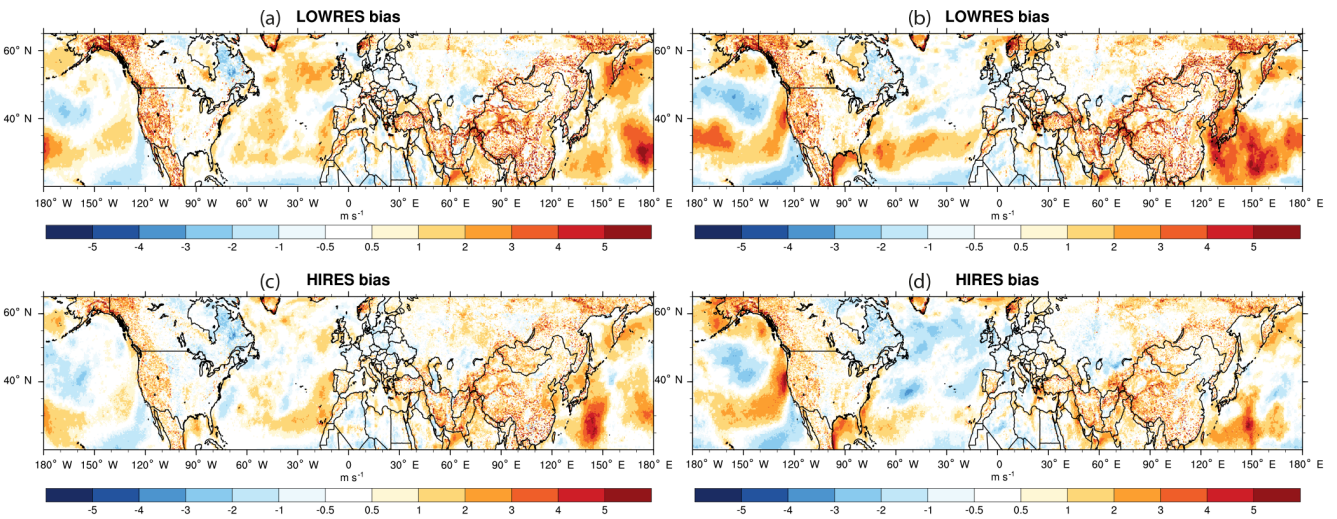 (a) LOWRES bias
(b) LOWRES bias
60° N
40° N
180° W 150° W 120° W 90° W 60° W 30° W 0 30° E 60° E 90° E 120° E 150° E 180° E
m s⁻¹
-5 -4 -3 -2 -1 -0.5 0.5 1 2 3 4 5
60° N
40° N
180° W 150° W 120° W 90° W 60° W 30° W 0 30° E 60° E 90° E 120° E 150° E 180° E
m s⁻¹
-5 -4 -3 -2 -1 -0.5 0.5 1 2 3 4 5
(c) HIRES bias
(d) HIRES bias
60° N
40° N
180° W 150° W 120° W 90° W 60° W 30° W 0 30° E 60° E 90° E 120° E 150° E 180° E
m s⁻¹
-5 -4 -3 -2 -1 -0.5 0.5 1 2 3 4 5
60° N
40° N
180° W 150° W 120° W 90° W 60° W 30° W 0 30° E 60° E 90° E 120° E 150° E 180° E
m s⁻¹
-5 -4 -3 -2 -1 -0.5 0.5 1 2 3 4 5